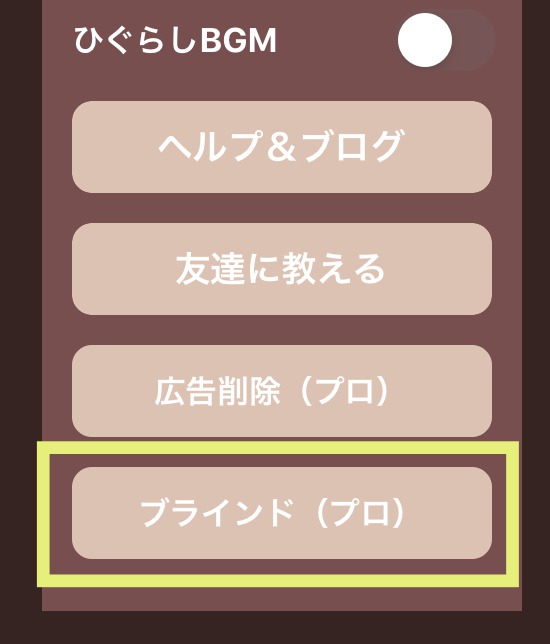 ひぐらしBGM
ヘルプ＆ブログ
友達に教える
広告削除（プロ）
ブラインド（プロ）